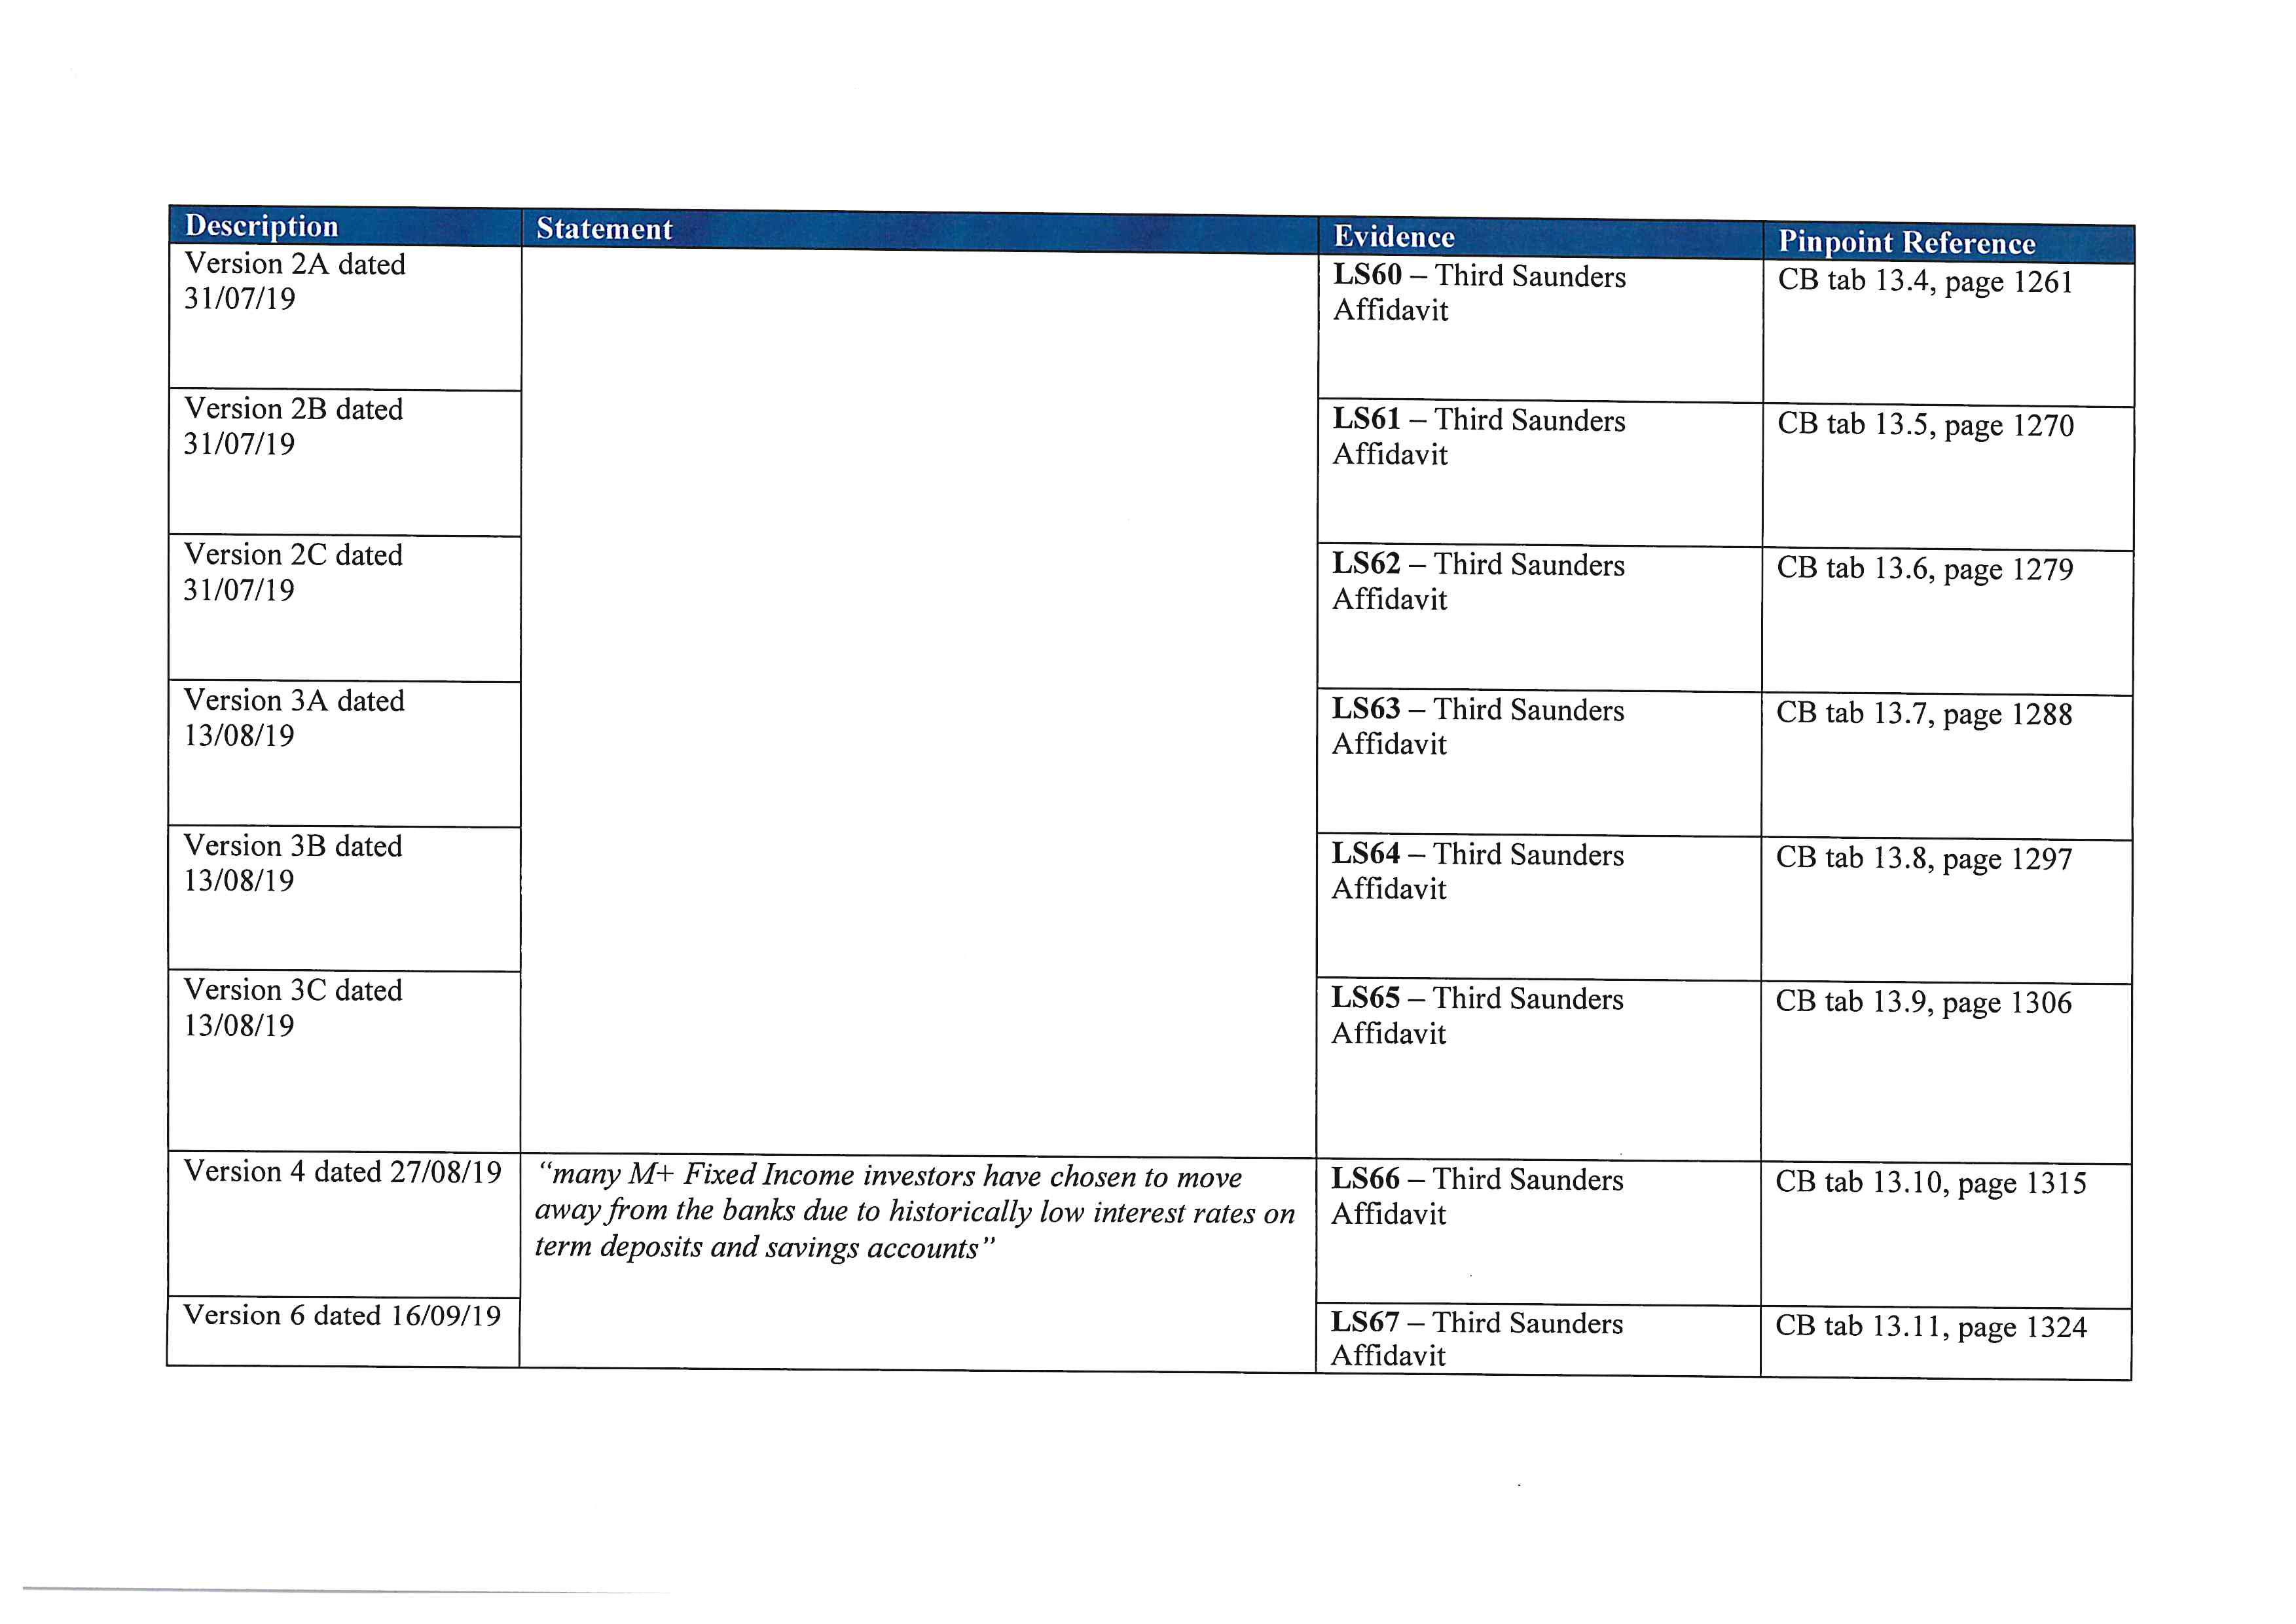 Description Statement Evidence Pinpoint Reference
Version 2A dated
31/07/19
LS60 – Third Saunders
Affidavit
CB tab 13.4, page 1261
Version 2B dated
31/07/19
LS61 – Third Saunders
Affidavit
CB tab 13.5, page 1270
Version 2C dated
31/07/19
LS62 – Third Saunders
Affidavit
CB tab 13.6, page 1279
Version 3A dated
13/08/19
LS63 – Third Saunders
Affidavit
CB tab 13.7, page 1288
Version 3B dated
13/08/19
LS64 – Third Saunders
Affidavit
CB tab 13.8, page 1297
Version 3C dated
13/08/19
LS65 – Third Saunders
Affidavit
CB tab 13.9, page 1306
Version 4 dated 27/08/19
“many M+ Fixed Income investors have chosen to move
away from the banks due to historically low interest rates on
term deposits and savings accounts”
LS66 – Third Saunders
Affidavit
CB tab 13.10, page 1315
Version 6 dated 16/09/19
LS67 – Third Saunders
Affidavit
CB tab 13.11, page 1324